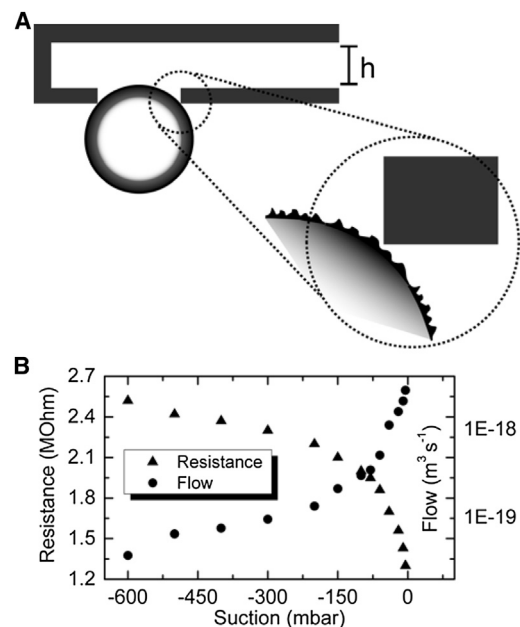 A
h
B
Resistance (MOhm)
2.7
2.4
2.1
1.8
1.5
1.2
Resistance
Flow
Flow (m³ s⁻¹)
1E-18
1E-19
-600
-450
-300
-150
0
Suction (mbar)